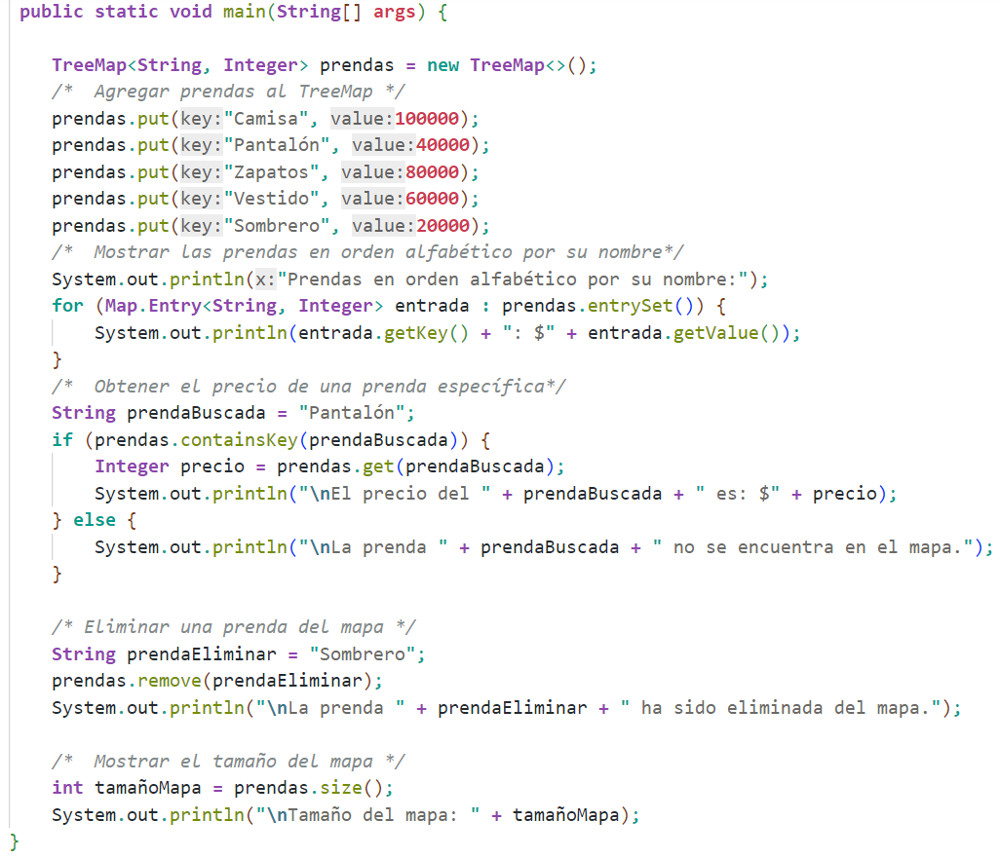 public static void main(String[] args) {
TreeMap<String, Integer> prendas = new TreeMap<>();
/*  Agregar prendas al TreeMap */
prendas.put(key:"Camisa", value:100000);
prendas.put(key:"Pantalón", value:40000);
prendas.put(key:"Zapatos", value:80000);
prendas.put(key:"Vestido", value:60000);
prendas.put(key:"Sombrero", value:20000);
/*  Mostrar las prendas en orden alfabético por su nombre*/
System.out.println(x:"Prendas en orden alfabético por su nombre:");
for (Map.Entry<String, Integer> entrada : prendas.entrySet()) {
System.out.println(entrada.getKey() + ": $" + entrada.getValue());
}
/*  Obtener el precio de una prenda específica*/
String prendaBuscada = "Pantalón";
if (prendas.containsKey(prendaBuscada)) {
Integer precio = prendas.get(prendaBuscada);
System.out.println("\nEl precio del " + prendaBuscada + " es: $" + precio);
} else {
System.out.println("\nLa prenda " + prendaBuscada + " no se encuentra en el mapa.");
}
/* Eliminar una prenda del mapa */
String prendaEliminar = "Sombrero";
prendas.remove(prendaEliminar);
System.out.println("\nLa prenda " + prendaEliminar + " ha sido eliminada del mapa.");
/*  Mostrar el tamaño del mapa */
int tamañoMapa = prendas.size();
System.out.println("\nTamaño del mapa: " + tamañoMapa);
}